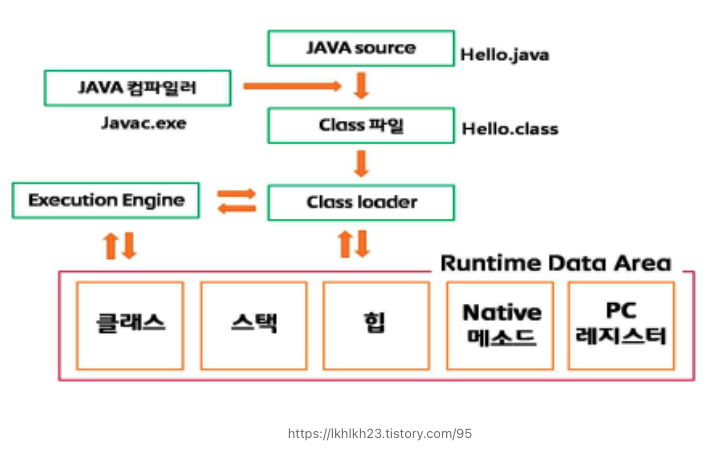 JAVA source
Hello.java
JAVA 컴파일러
Javac.exe
Class 파일
Hello.class
Execution Engine
Class loader
Runtime Data Area
클래스
스택
힙
Native
메소드
PC
레지스터
https://lkhlkh23.tistory.com/95